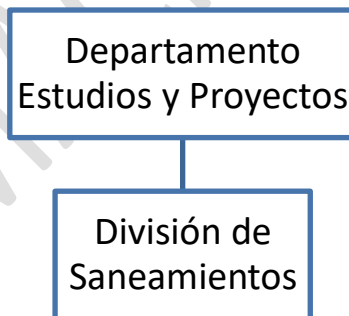 Departamento
Estudios y Proyectos
División de
Saneamientos